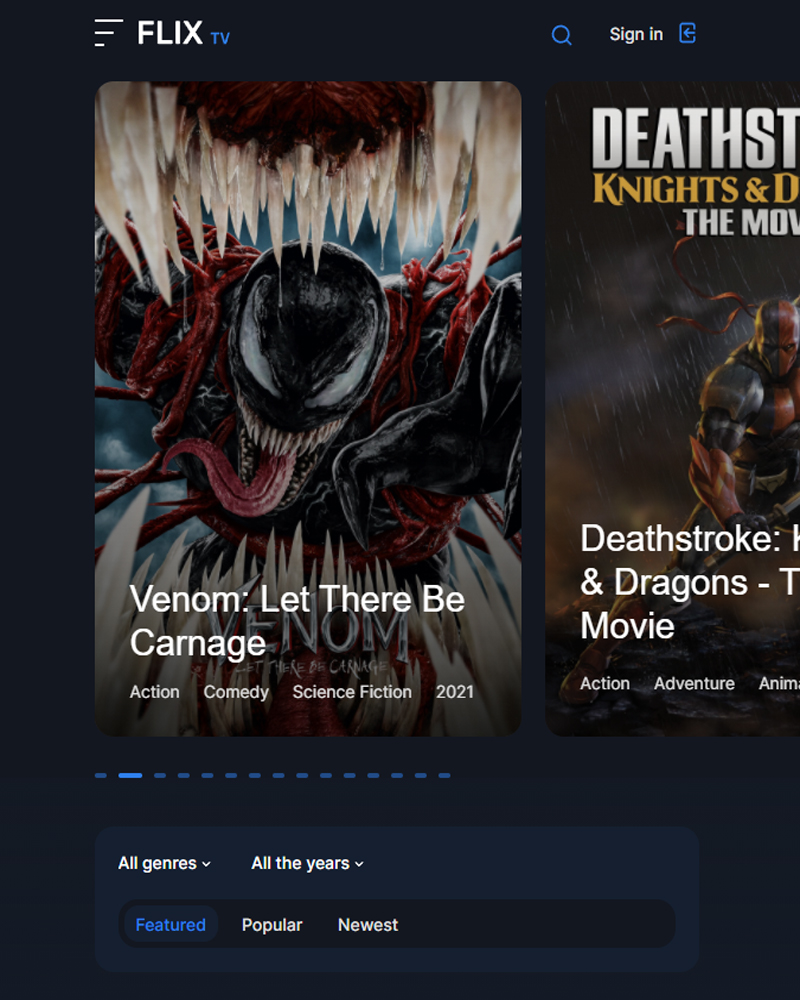 FLIX TV
Sign in
DEATHST
KNIGHTS & D
THE MOV
VENOM
LET THERE BE CARNAGE
Venom: Let There Be
Carnage
Action Comedy Science Fiction 2021
Deathstroke: K
& Dragons - T
Movie
Action Adventure Anima
All genres All the years
Featured Popular Newest